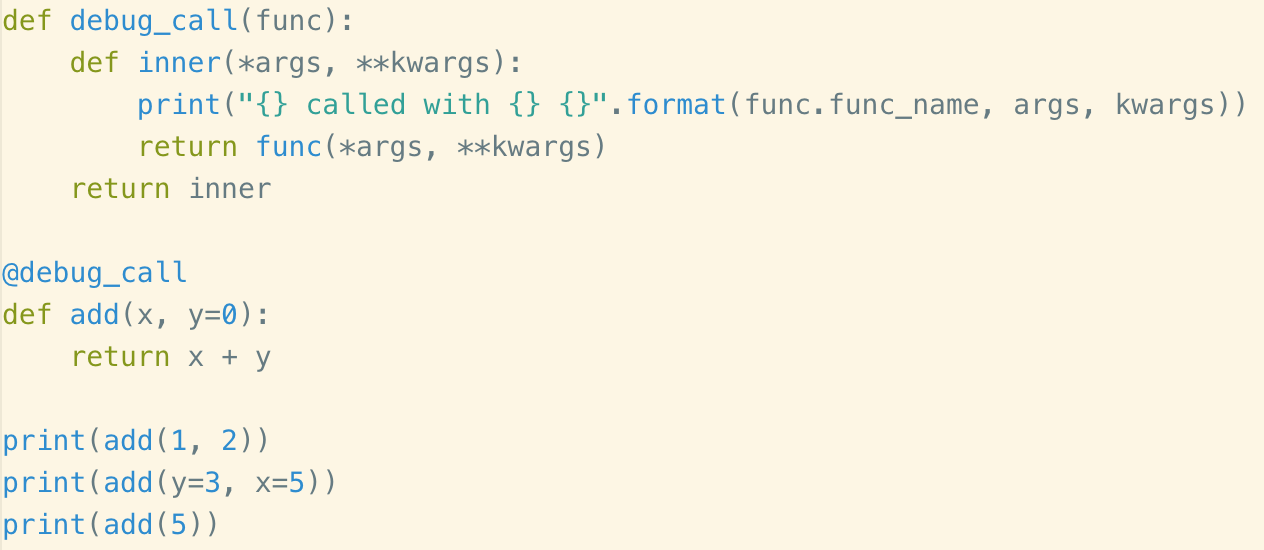 def debug_call(func):
    def inner(*args, **kwargs):
        print("{} called with {} {}".format(func.func_name, args, kwargs))
        return func(*args, **kwargs)
    return inner

@debug_call
def add(x, y=0):
    return x + y

print(add(1, 2))
print(add(y=3, x=5))
print(add(5))